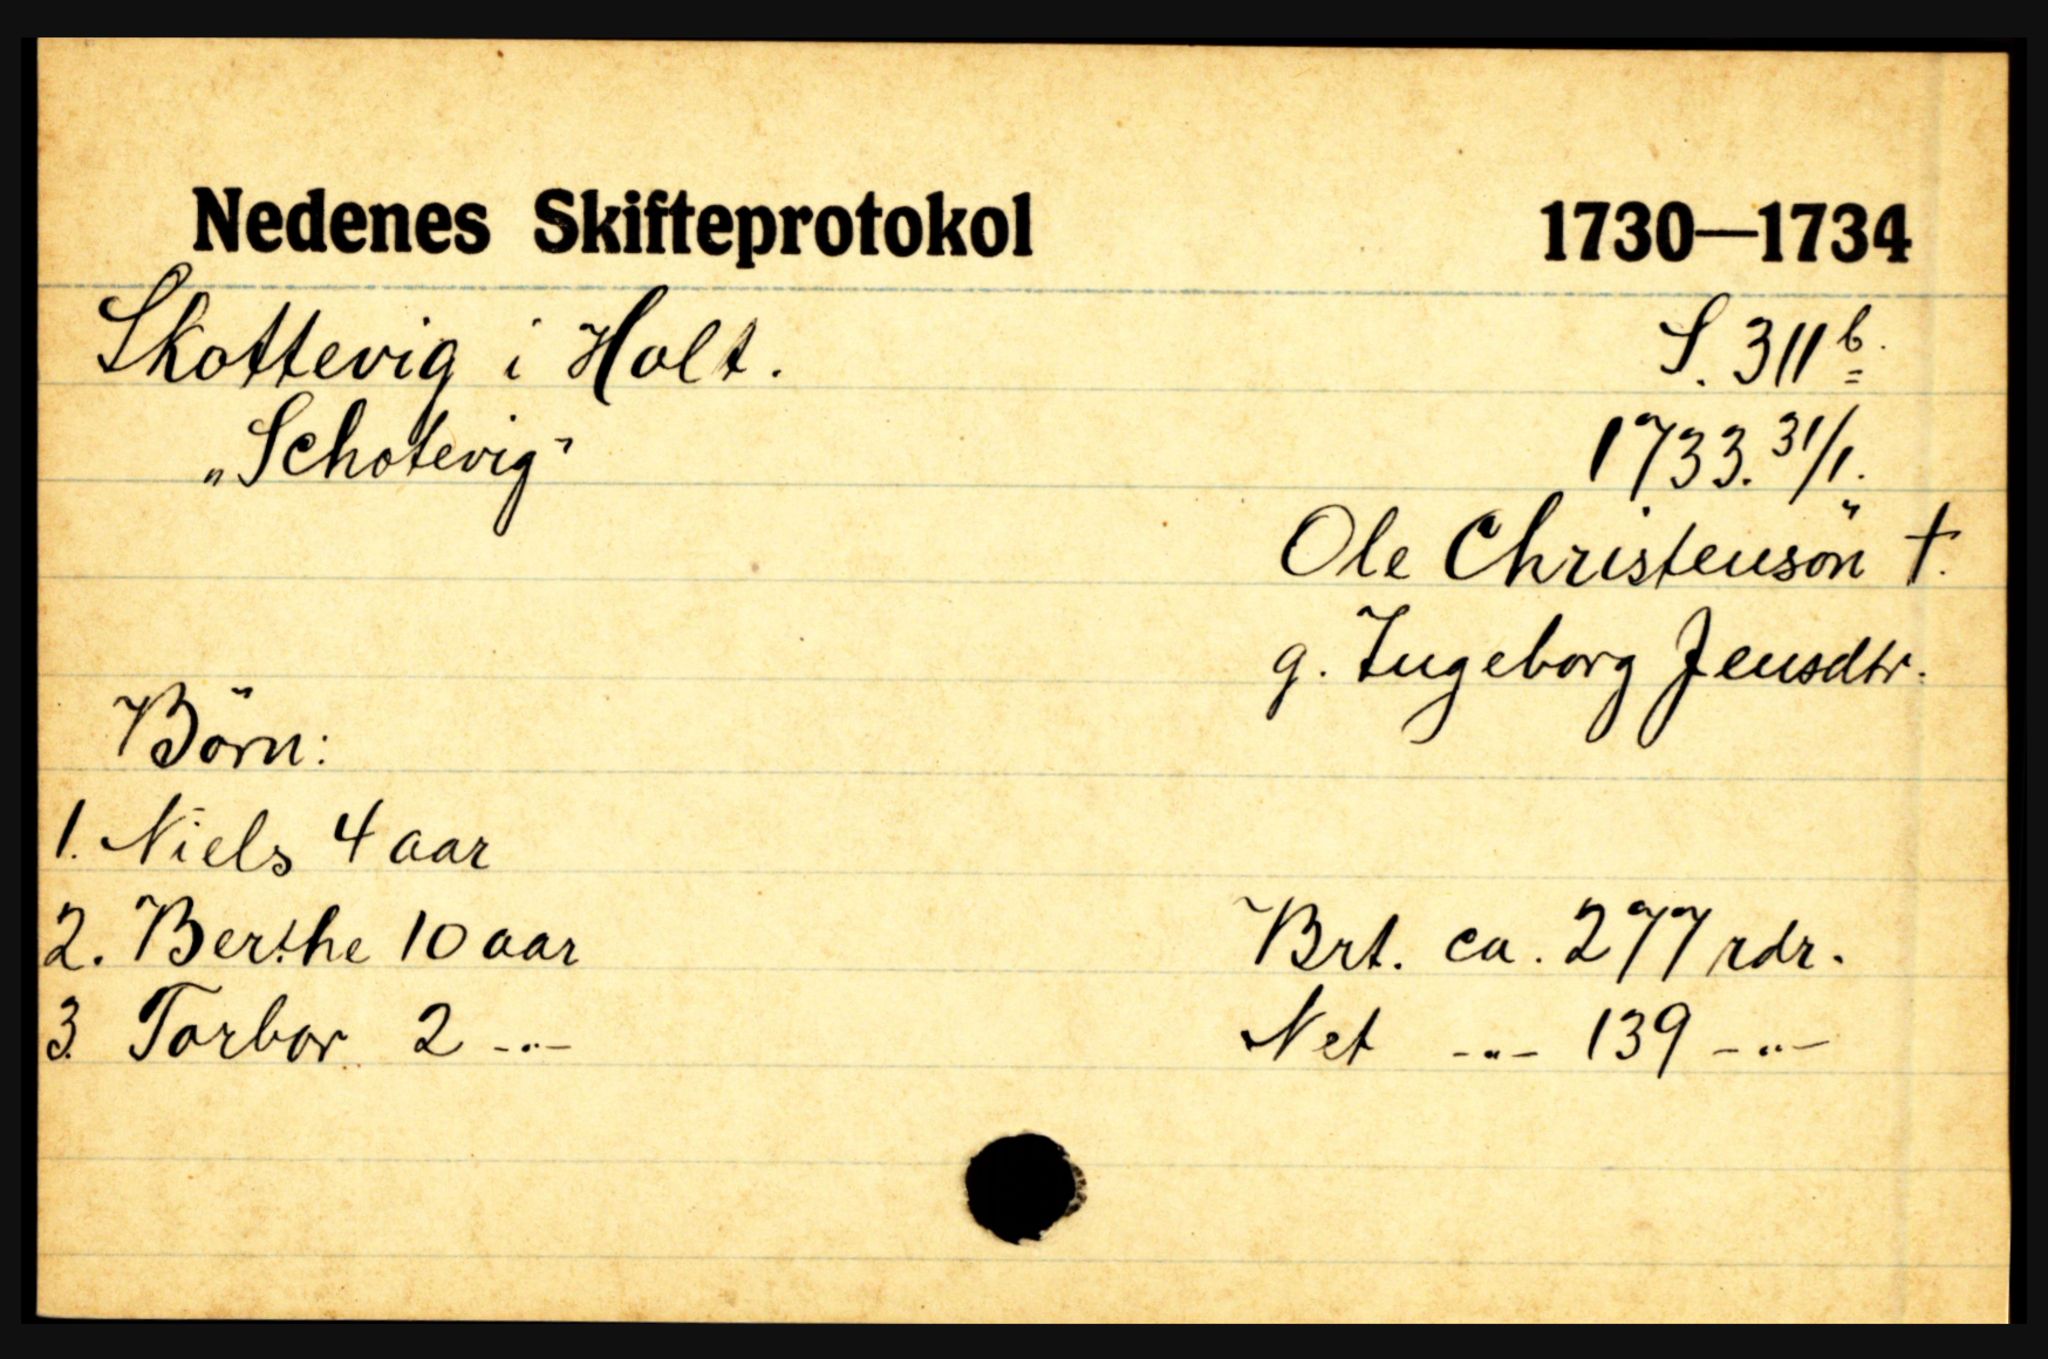 Nedenes Skifteprotokol 1730—1734
Skottevig i Holt. S. 311b.
„Schotevig" 1733. 31/1.
Ole Christensön †.
g. Ingeborg Jensdtr.
Börn:
1. Niels 4 aar
2. Berthe 10 aar Brt. ca. 277 rdr.
3. Torbor 2 -"- Net -"- 139 -"-